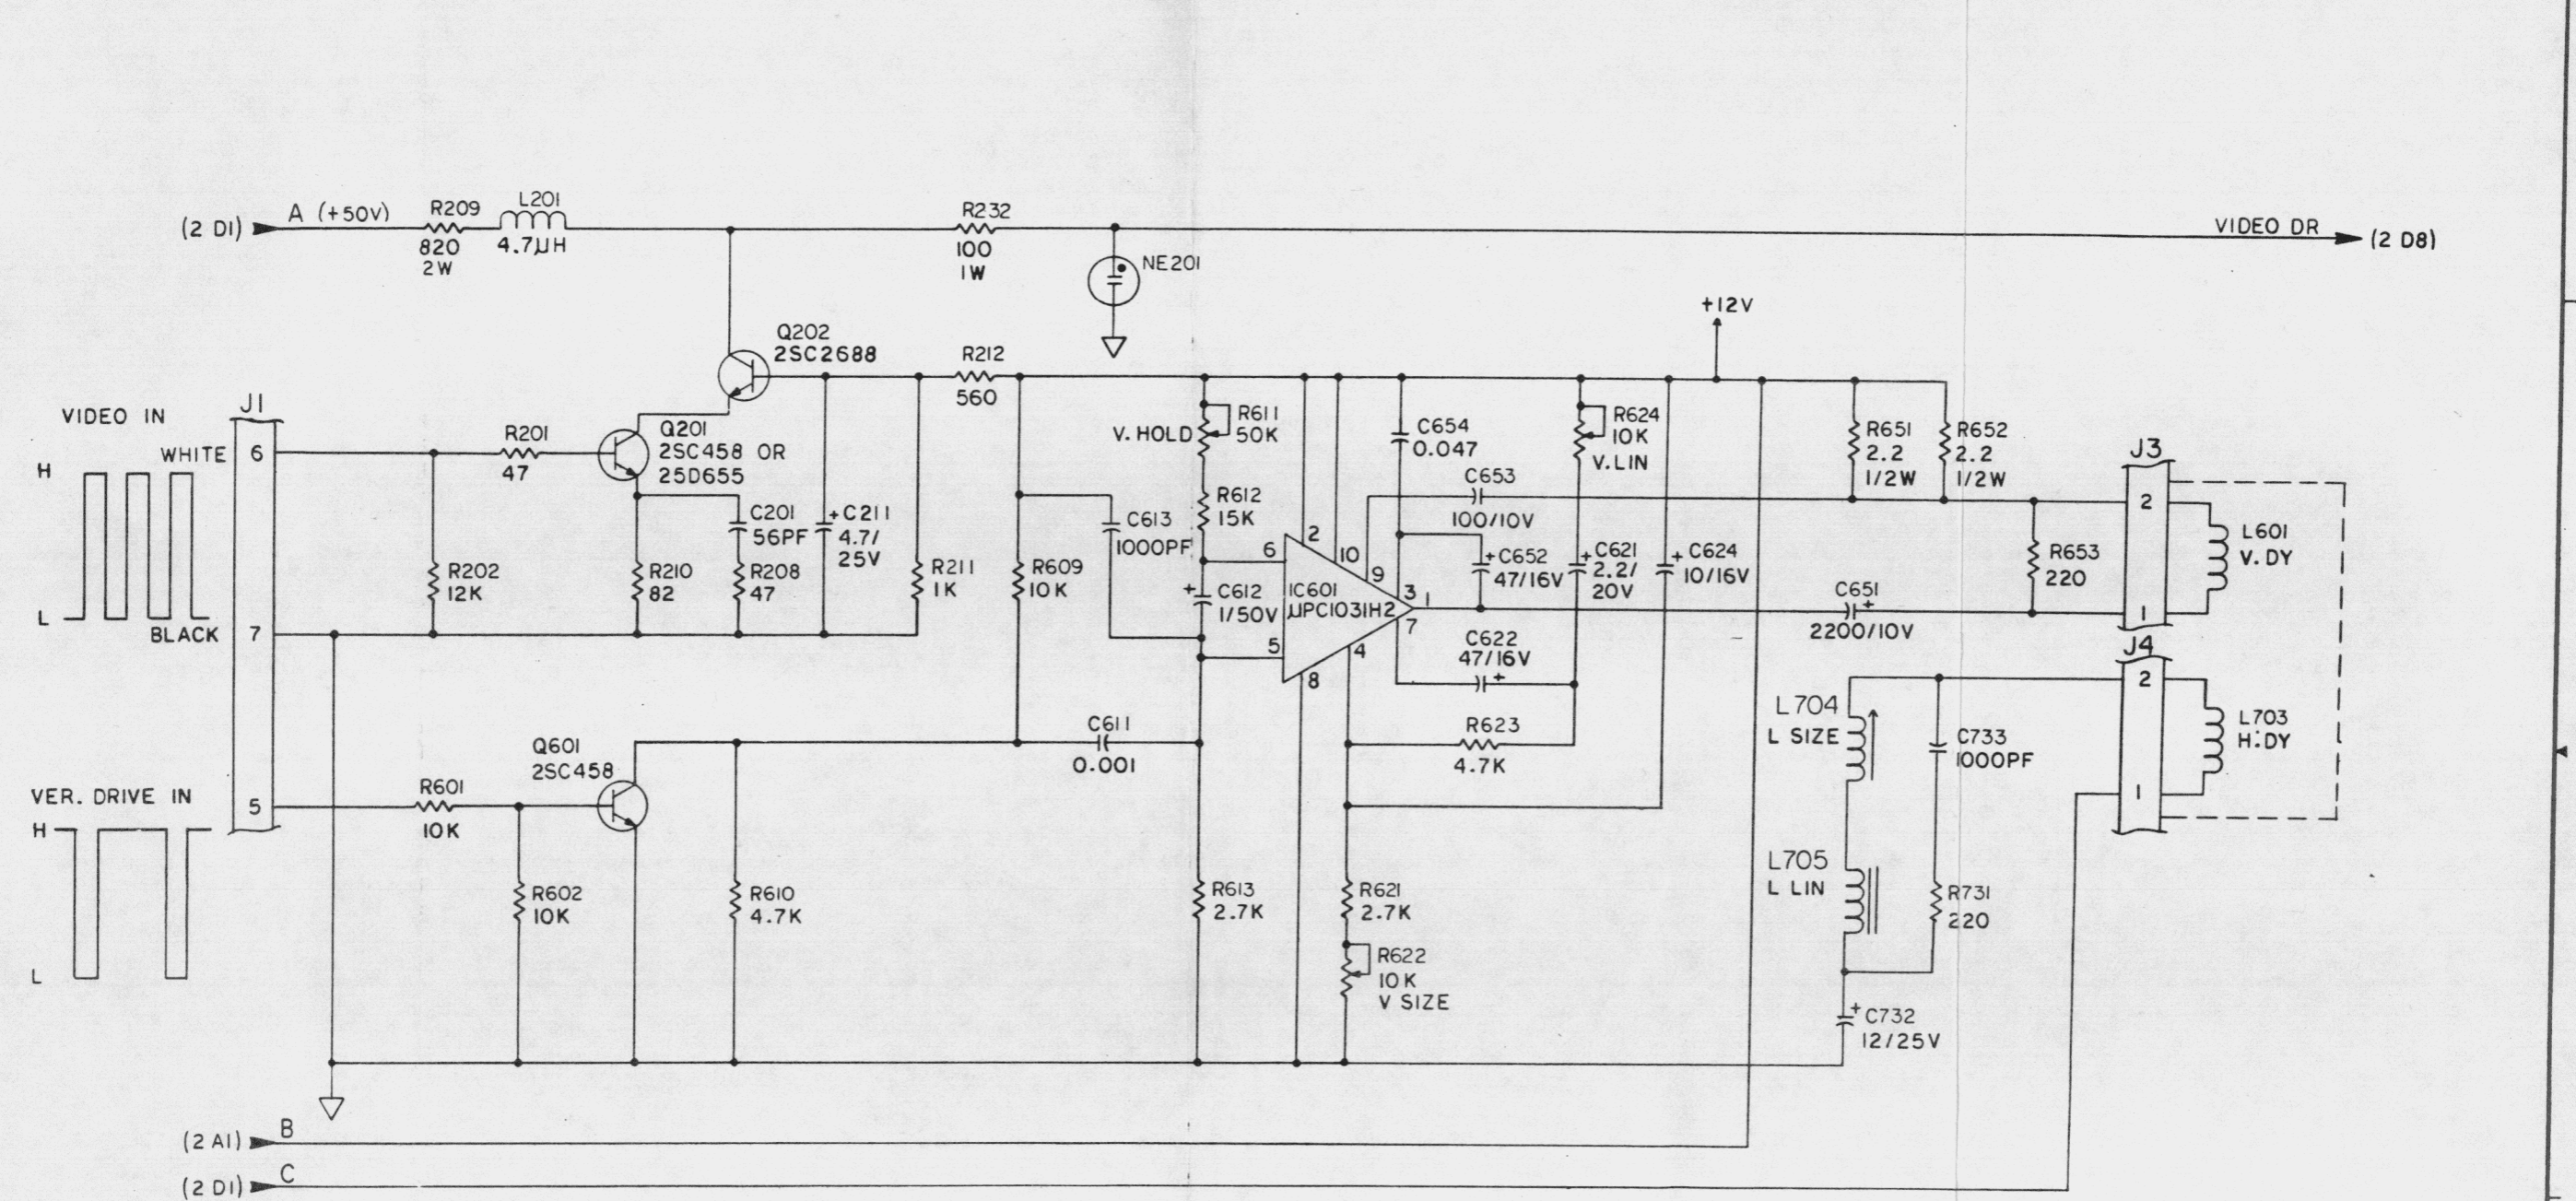 (2 D1)
A (+50V)
R209
820
2W
L201
4.7µH
R232
100
1W
NE201
VIDEO DR
(2 D8)
+12V
Q202
2SC2688
R212
560
J1
VIDEO IN
H
WHITE
6
L
BLACK
7
R201
47
Q201
2SC458 OR
25D655
R202
12K
R210
82
C201
56PF
R208
47
+C211
4.7/
25V
R211
1K
R609
10K
C613
1000PF
V. HOLD
R611
50K
R612
15K
+
C612
1/50V
C654
0.047
C653
100/10V
R624
10K
V.LIN
6
5
2
10
9
3
1
7
4
8
IC601
µPC1031H2
+C652
47/16V
+C621
2.2/
20V
+C624
10/16V
C622
47/16V
+
R623
4.7K
R651
2.2
1/2W
R652
2.2
1/2W
J3
2
1
R653
220
C651
+
2200/10V
L601
V. DY
J4
2
1
L703
H. DY
L704
L SIZE
C733
1000PF
L705
L LIN
R731
220
+C732
12/25V
VER. DRIVE IN
H
L
5
R601
10K
Q601
2SC458
R602
10K
R610
4.7K
C611
0.001
R613
2.7K
R621
2.7K
R622
10K
V SIZE
(2 A1)
B
(2 D1)
C